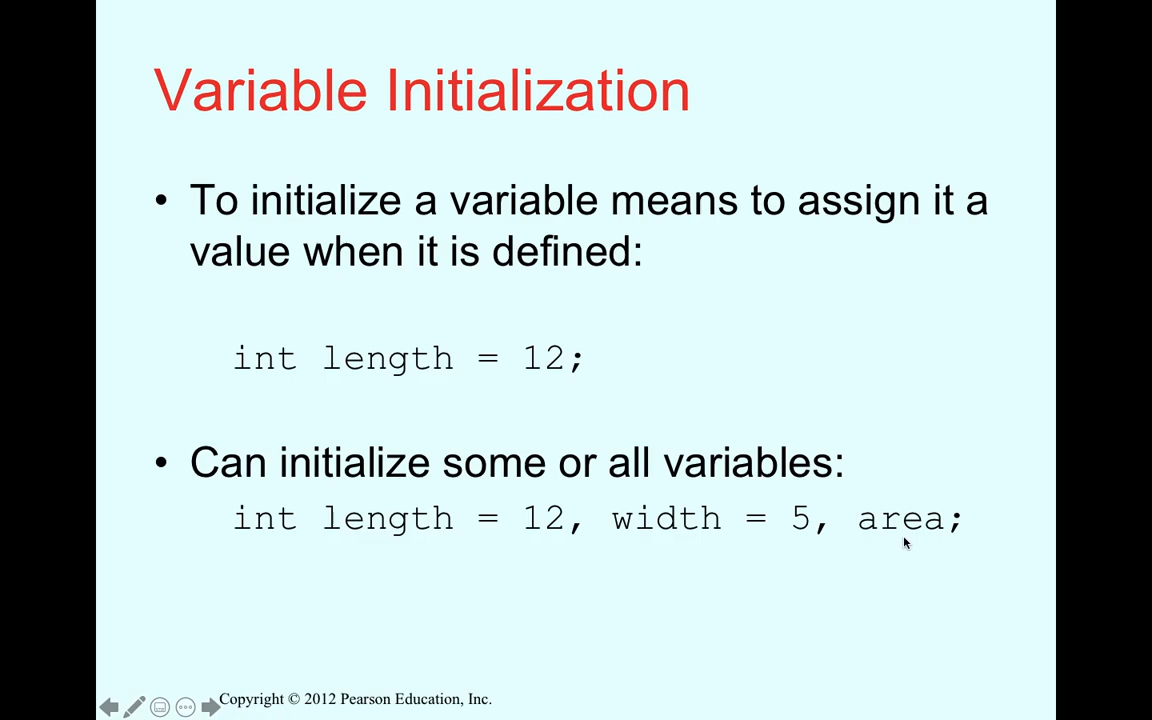 Variable Initialization
• To initialize a variable means to assign it a
value when it is defined:
int length = 12;
• Can initialize some or all variables:
int length = 12, width = 5, area;
Copyright © 2012 Pearson Education, Inc.